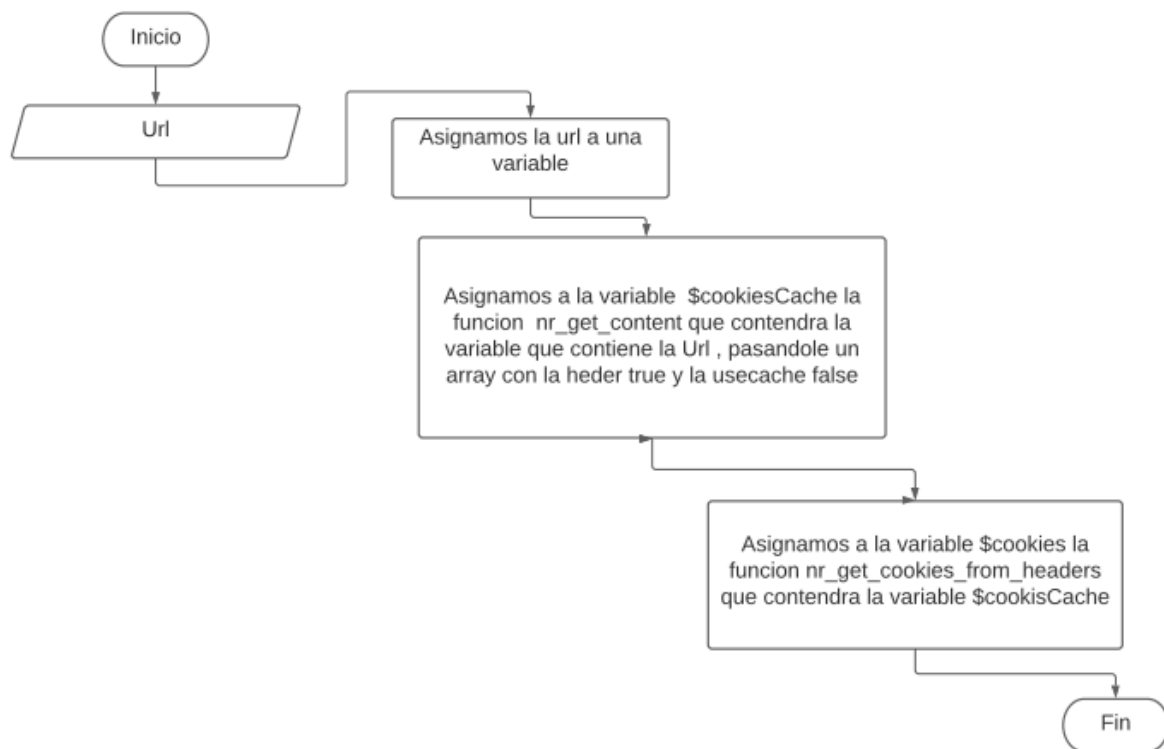 Inicio
Url
Asignamos la url a una
variable
Asignamos a la variable $cookiesCache la
funcion nr_get_content que contendra la
variable que contiene la Url , pasandole un
array con la heder true y la usecache false
Asignamos a la variable $cookies la
funcion nr_get_cookies_from_headers
que contendra la variable $cookisCache
Fin